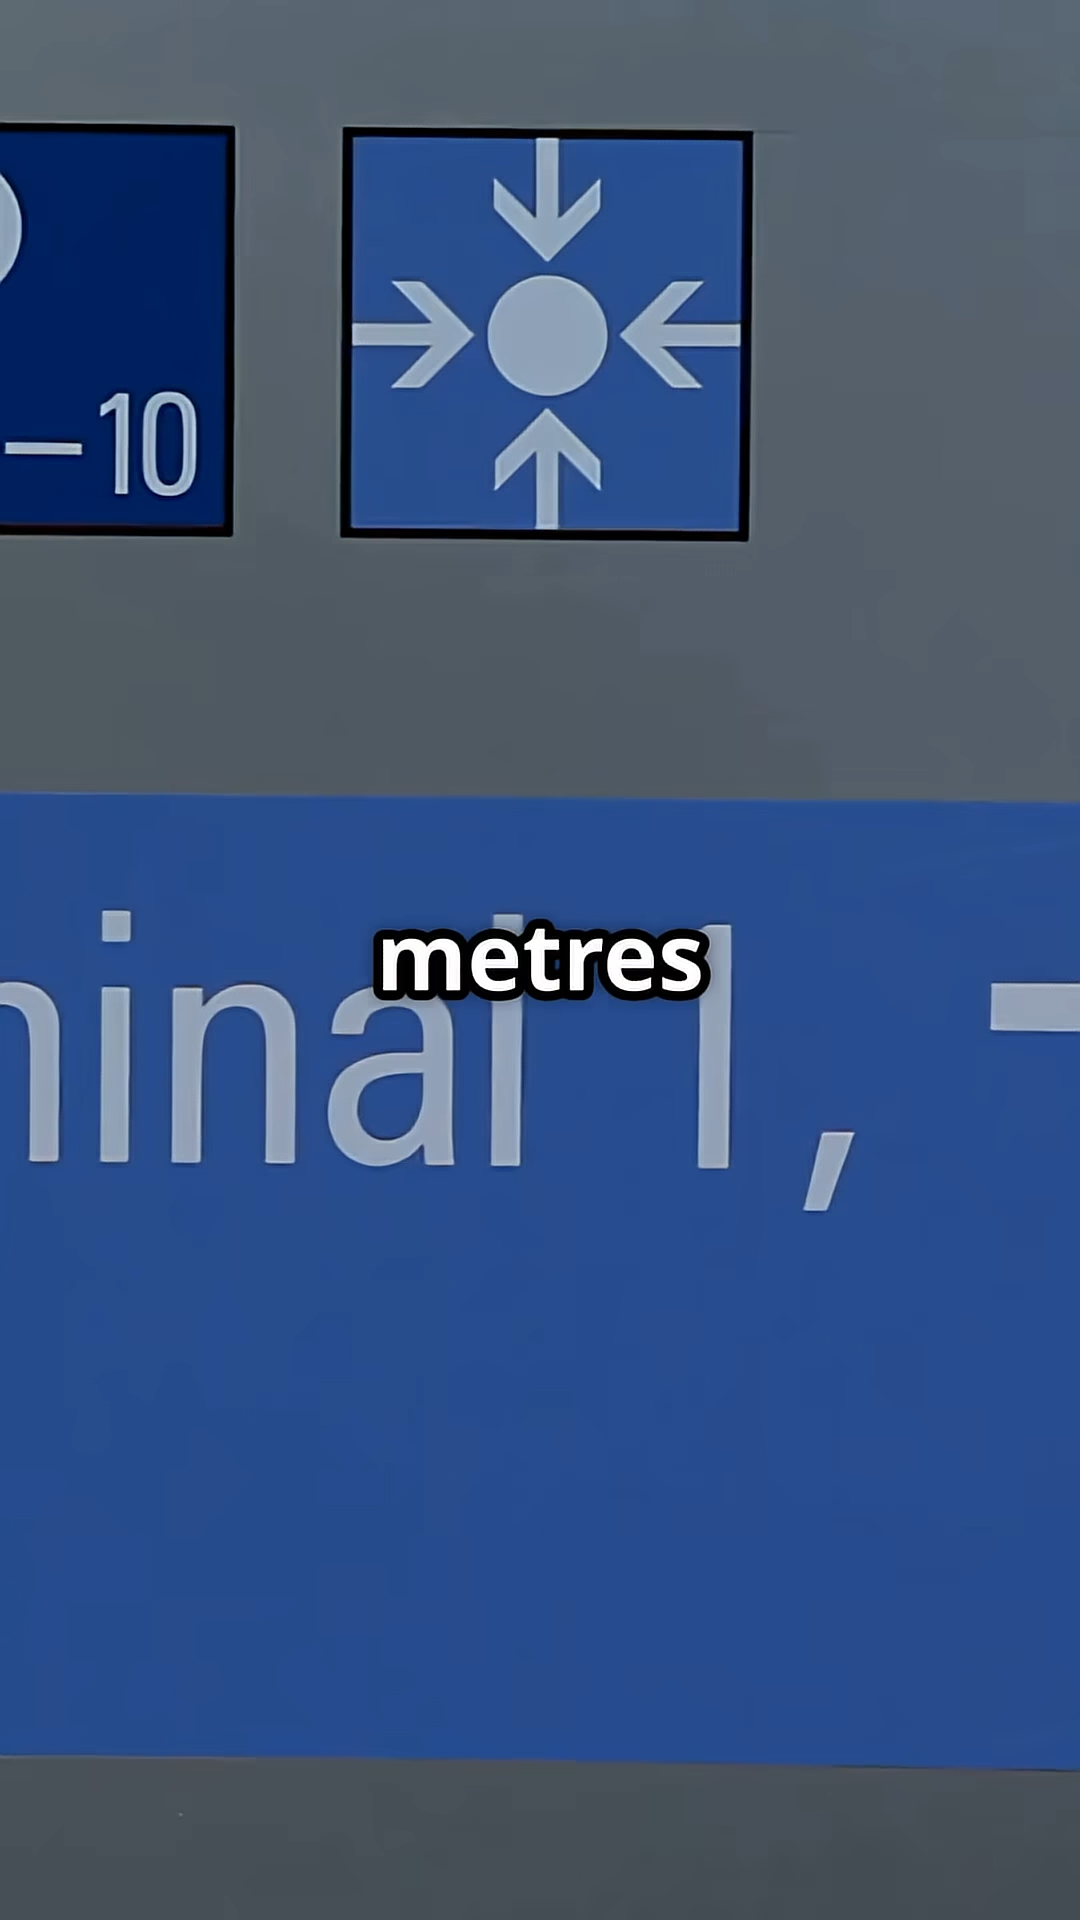 –10
metres
minal 1,